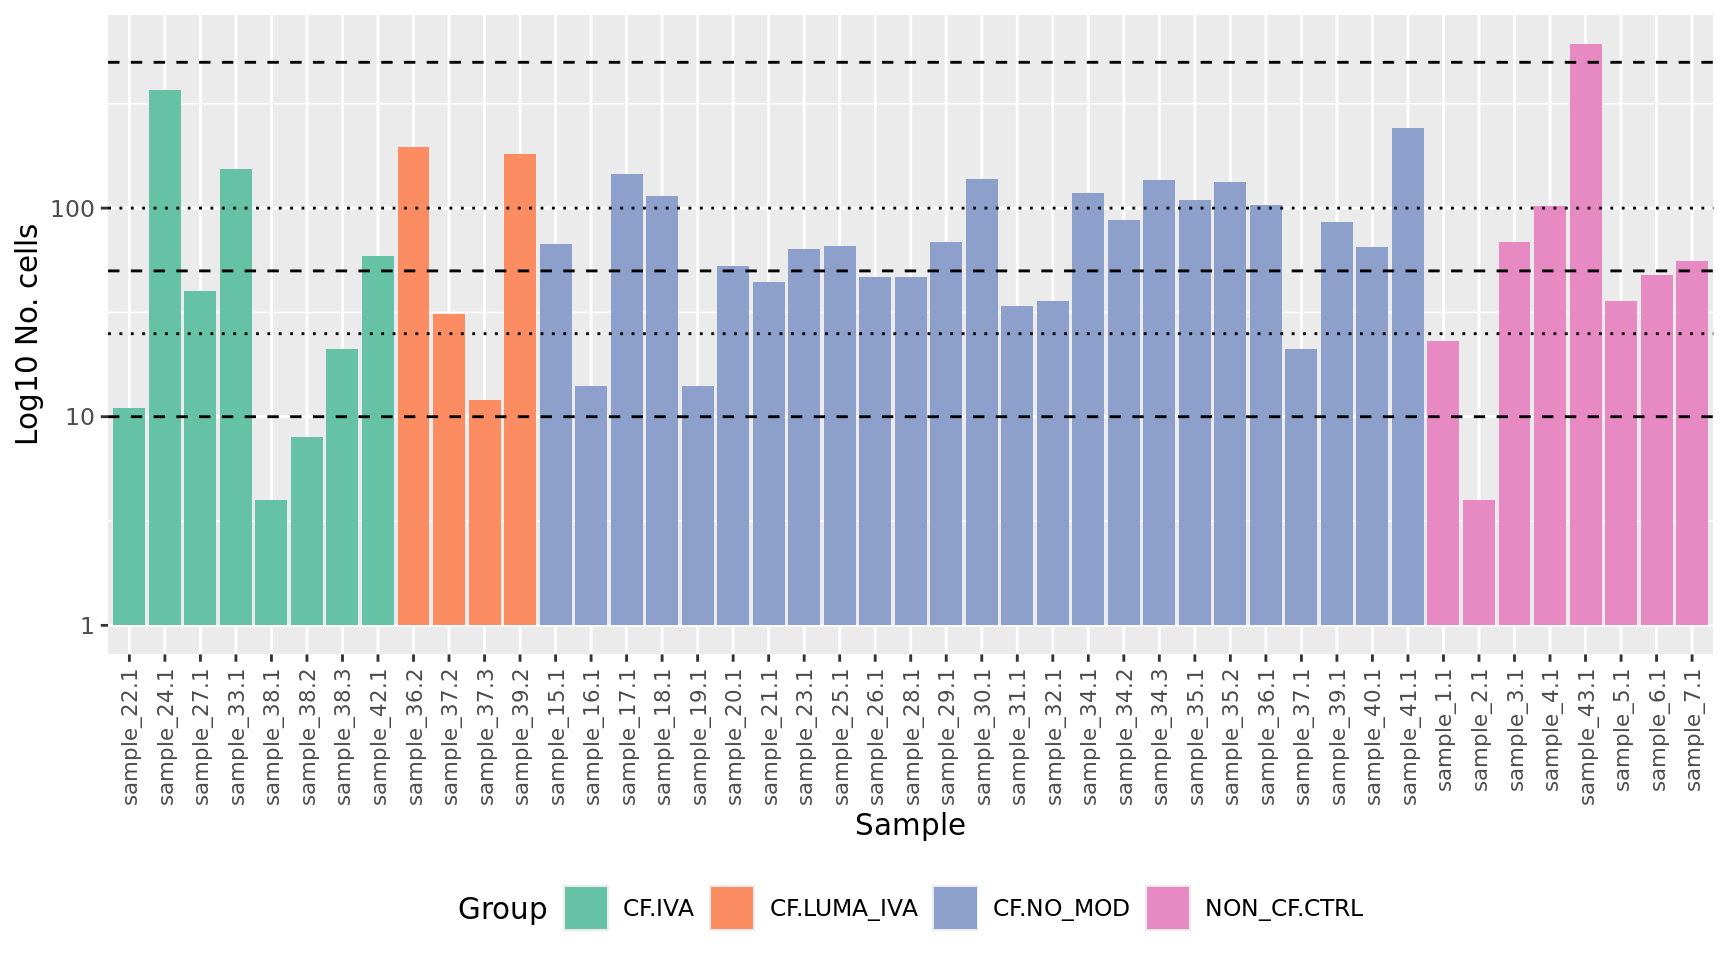 Log10 No. cells
100
10
1
sample_22.1
sample_24.1
sample_27.1
sample_33.1
sample_38.1
sample_38.2
sample_38.3
sample_42.1
sample_36.2
sample_37.2
sample_37.3
sample_39.2
sample_15.1
sample_16.1
sample_17.1
sample_18.1
sample_19.1
sample_20.1
sample_21.1
sample_23.1
sample_25.1
sample_26.1
sample_28.1
sample_29.1
sample_30.1
sample_31.1
sample_32.1
sample_34.1
sample_34.2
sample_34.3
sample_35.1
sample_35.2
sample_36.1
sample_37.1
sample_39.1
sample_40.1
sample_41.1
sample_1.1
sample_2.1
sample_3.1
sample_4.1
sample_43.1
sample_5.1
sample_6.1
sample_7.1
Sample
Group CF.IVA CF.LUMA_IVA CF.NO_MOD NON_CF.CTRL